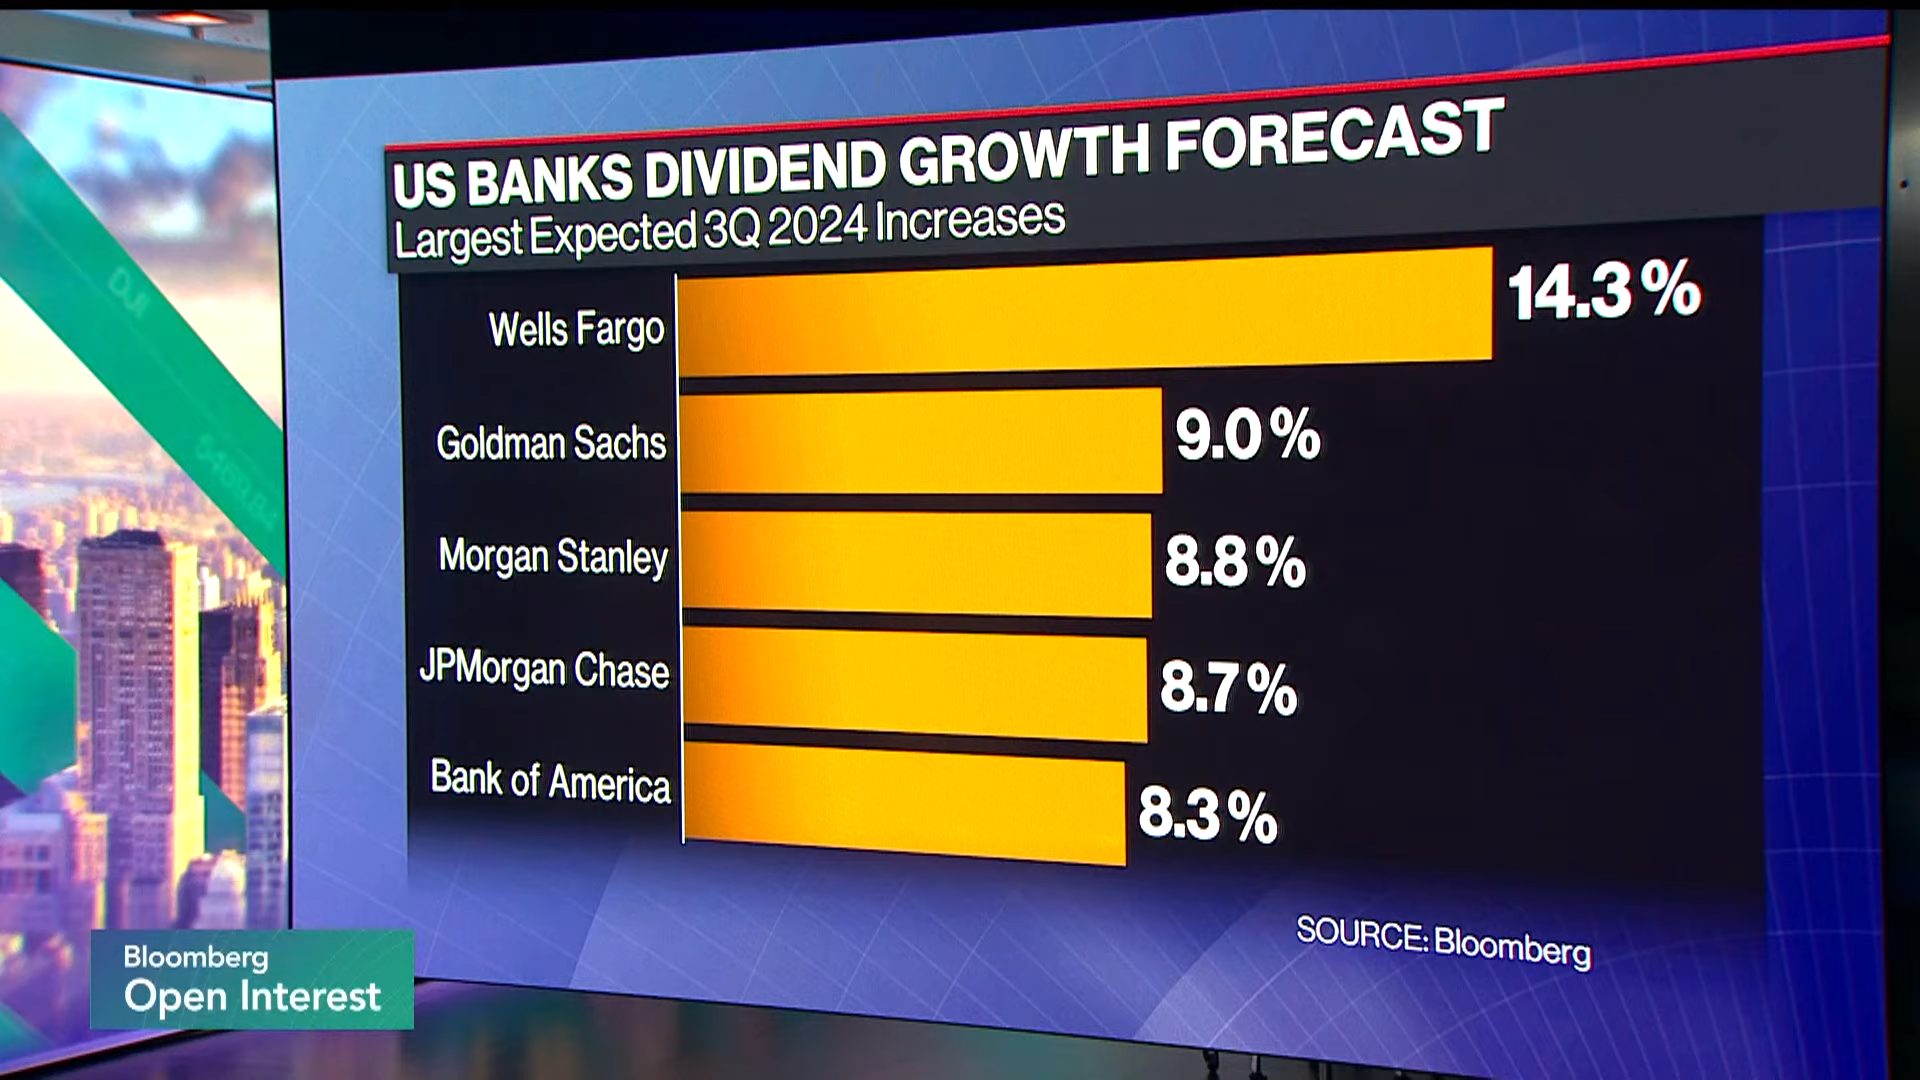 US BANKS DIVIDEND GROWTH FORECAST
Largest Expected 3Q 2024 Increases
Wells Fargo 14.3%
Goldman Sachs 9.0%
Morgan Stanley 8.8%
JPMorgan Chase 8.7%
Bank of America 8.3%
SOURCE: Bloomberg
DJI
Bloomberg
Open Interest